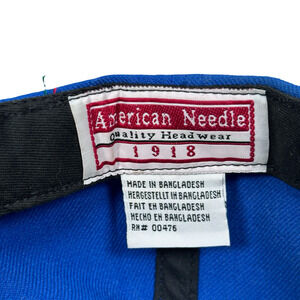 American Needle
Quality Headwear
1918
MADE IN BANGLADESH
HERGESTELLT IN BANGLADESH
FAIT EN BANGLADESH
HECHO EN BANGLADESH
RN# 00476